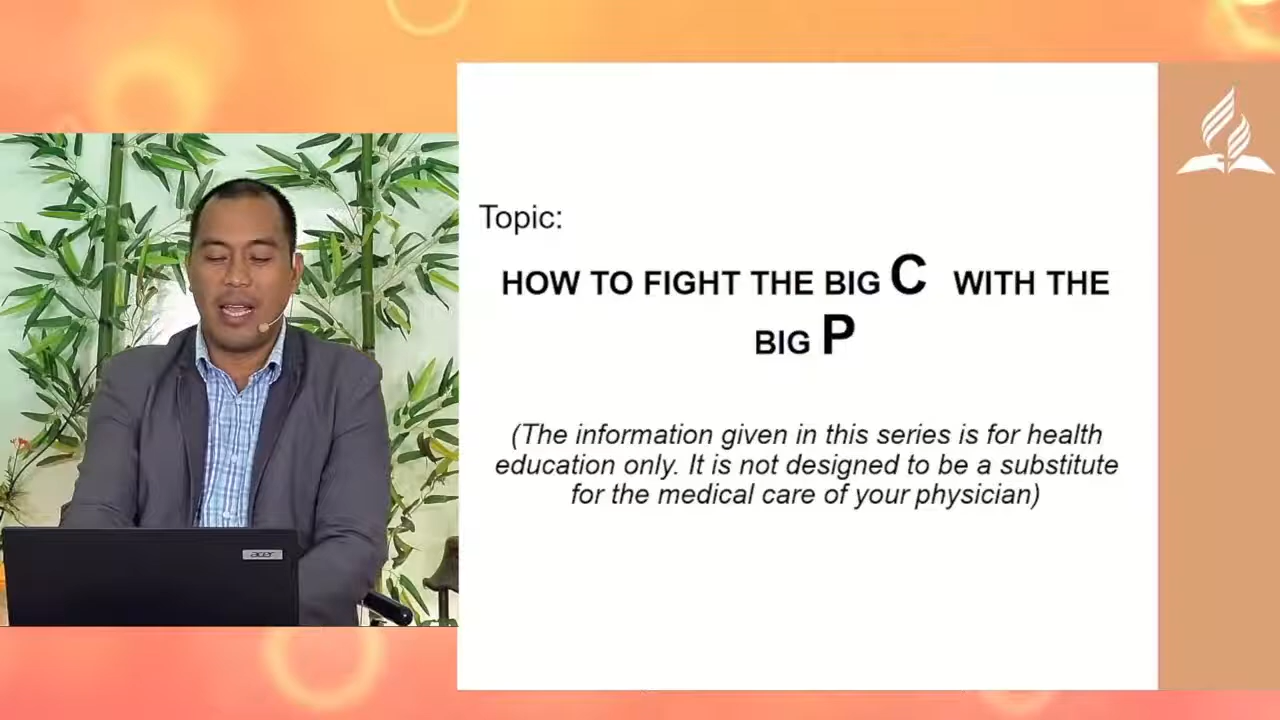 Topic:
HOW TO FIGHT THE BIG C WITH THE
BIG P
(The information given in this series is for health
education only. It is not designed to be a substitute
for the medical care of your physician)
acer